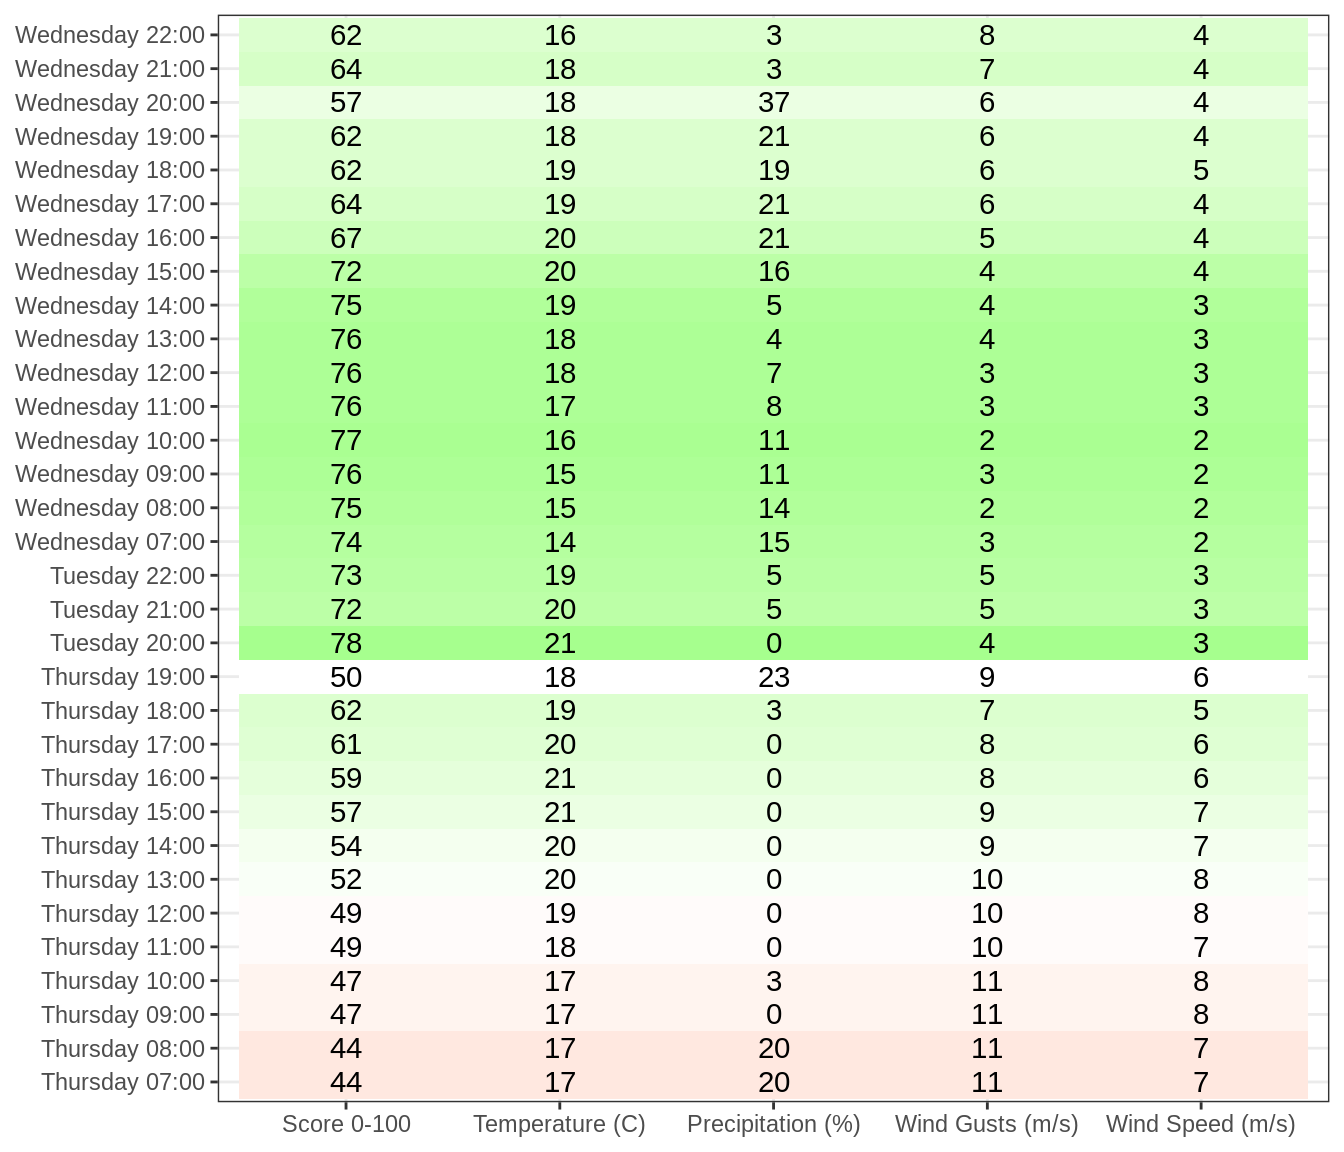 Wednesday 22:00 62 16 3 8 4
Wednesday 21:00 64 18 3 7 4
Wednesday 20:00 57 18 37 6 4
Wednesday 19:00 62 18 21 6 4
Wednesday 18:00 62 19 19 6 5
Wednesday 17:00 64 19 21 6 4
Wednesday 16:00 67 20 21 5 4
Wednesday 15:00 72 20 16 4 4
Wednesday 14:00 75 19 5 4 3
Wednesday 13:00 76 18 4 4 3
Wednesday 12:00 76 18 7 3 3
Wednesday 11:00 76 17 8 3 3
Wednesday 10:00 77 16 11 2 2
Wednesday 09:00 76 15 11 3 2
Wednesday 08:00 75 15 14 2 2
Wednesday 07:00 74 14 15 3 2
Tuesday 22:00 73 19 5 5 3
Tuesday 21:00 72 20 5 5 3
Tuesday 20:00 78 21 0 4 3
Thursday 19:00 50 18 23 9 6
Thursday 18:00 62 19 3 7 5
Thursday 17:00 61 20 0 8 6
Thursday 16:00 59 21 0 8 6
Thursday 15:00 57 21 0 9 7
Thursday 14:00 54 20 0 9 7
Thursday 13:00 52 20 0 10 8
Thursday 12:00 49 19 0 10 8
Thursday 11:00 49 18 0 10 7
Thursday 10:00 47 17 3 11 8
Thursday 09:00 47 17 0 11 8
Thursday 08:00 44 17 20 11 7
Thursday 07:00 44 17 20 11 7
Score 0-100 Temperature (C) Precipitation (%) Wind Gusts (m/s) Wind Speed (m/s)